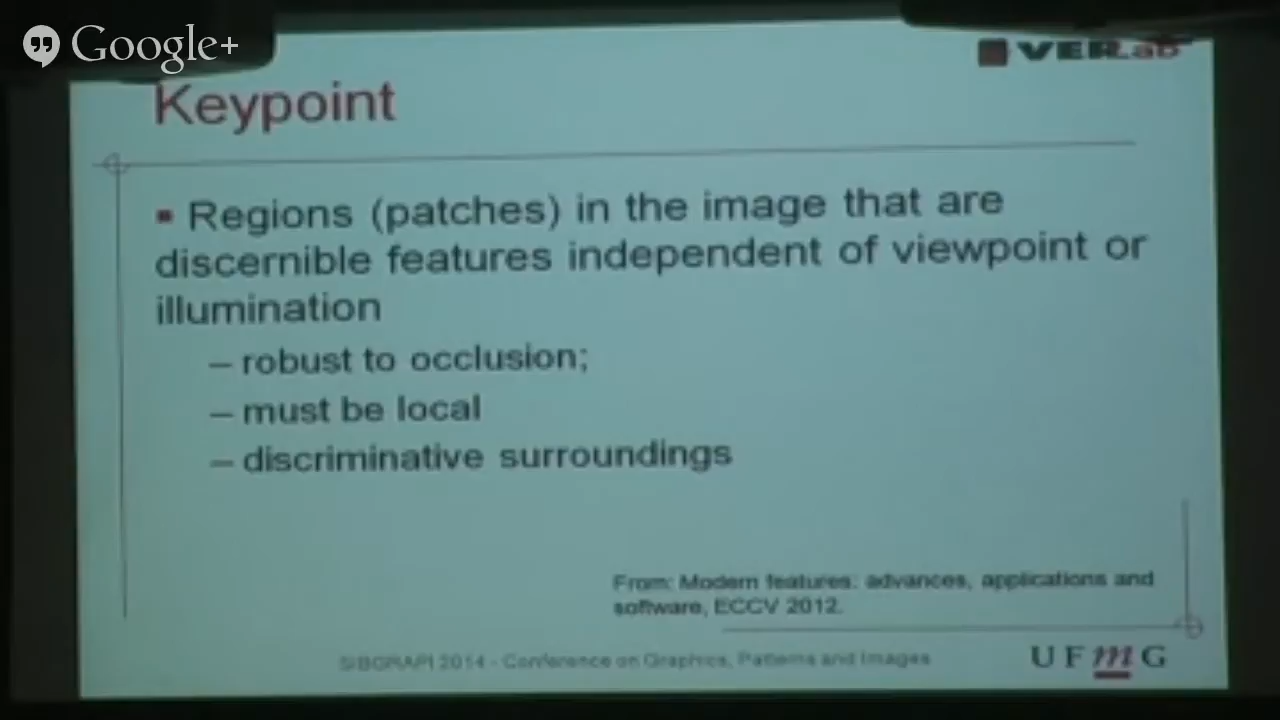 Google+
VERLab
Keypoint
▪ Regions (patches) in the image that are
discernible features independent of viewpoint or
illumination
– robust to occlusion;
– must be local
– discriminative surroundings
From: Modern features: advances, applications and
software, ECCV 2012.
SIBGRAPI 2014 - Conference on Graphics, Patterns and Images
UFmG